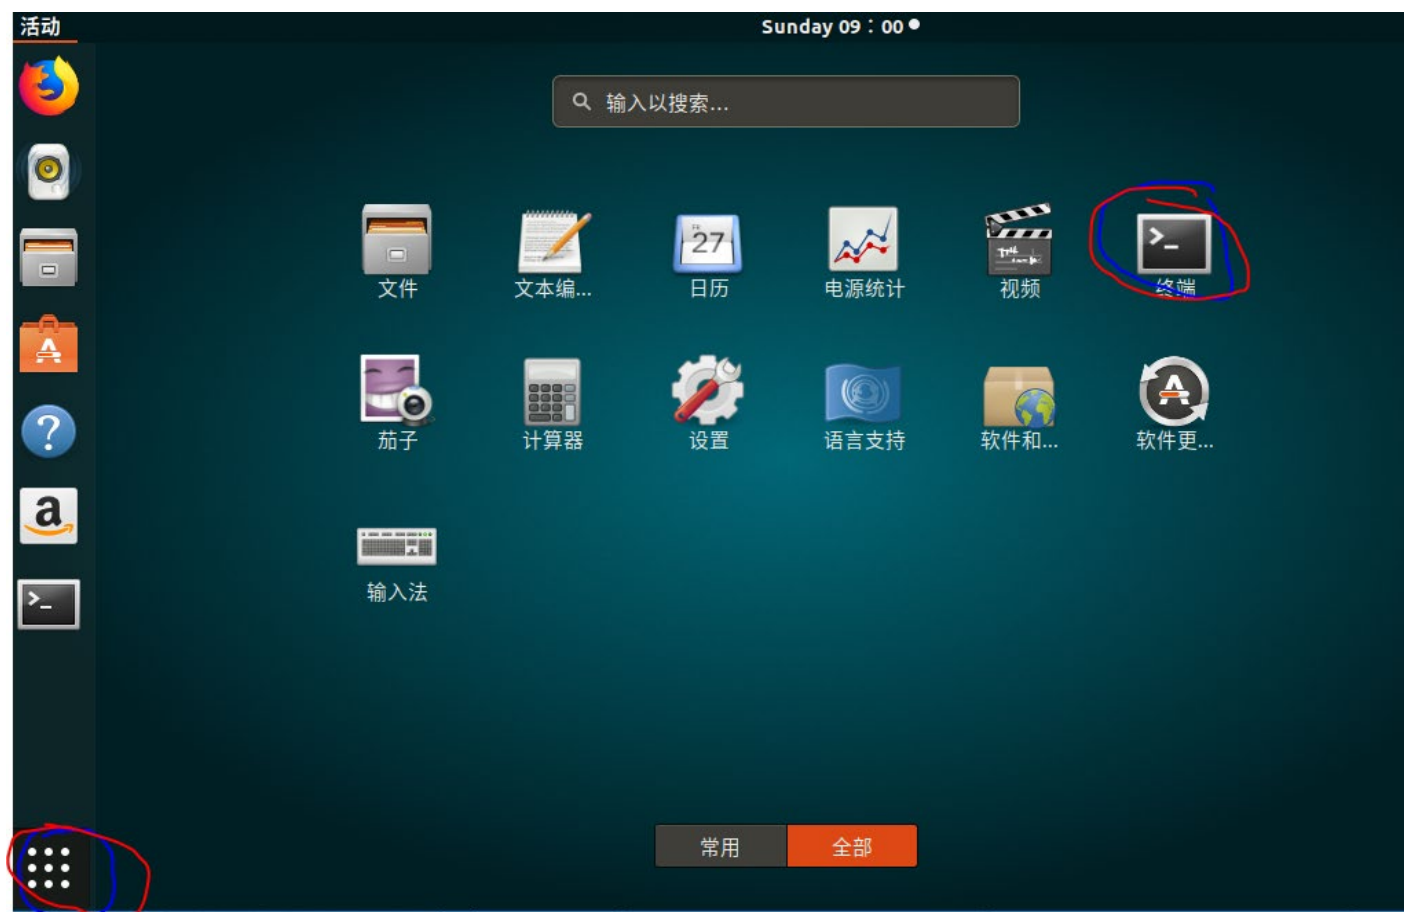 活动
Sunday 09：00
输入以搜索...
27
文件
文本编...
日历
电源统计
视频
终端
茄子
计算器
设置
语言支持
软件和...
软件更...
a
输入法
常用
全部